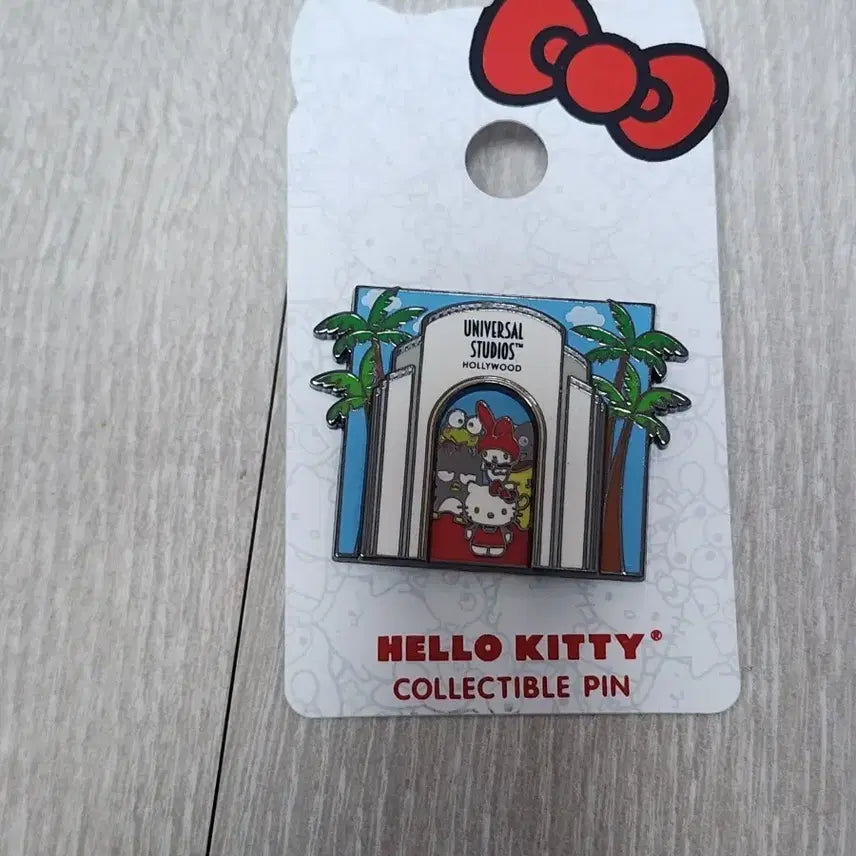 UNIVERSAL
STUDIOS™
HOLLYWOOD
HELLO KITTY®
COLLECTIBLE PIN